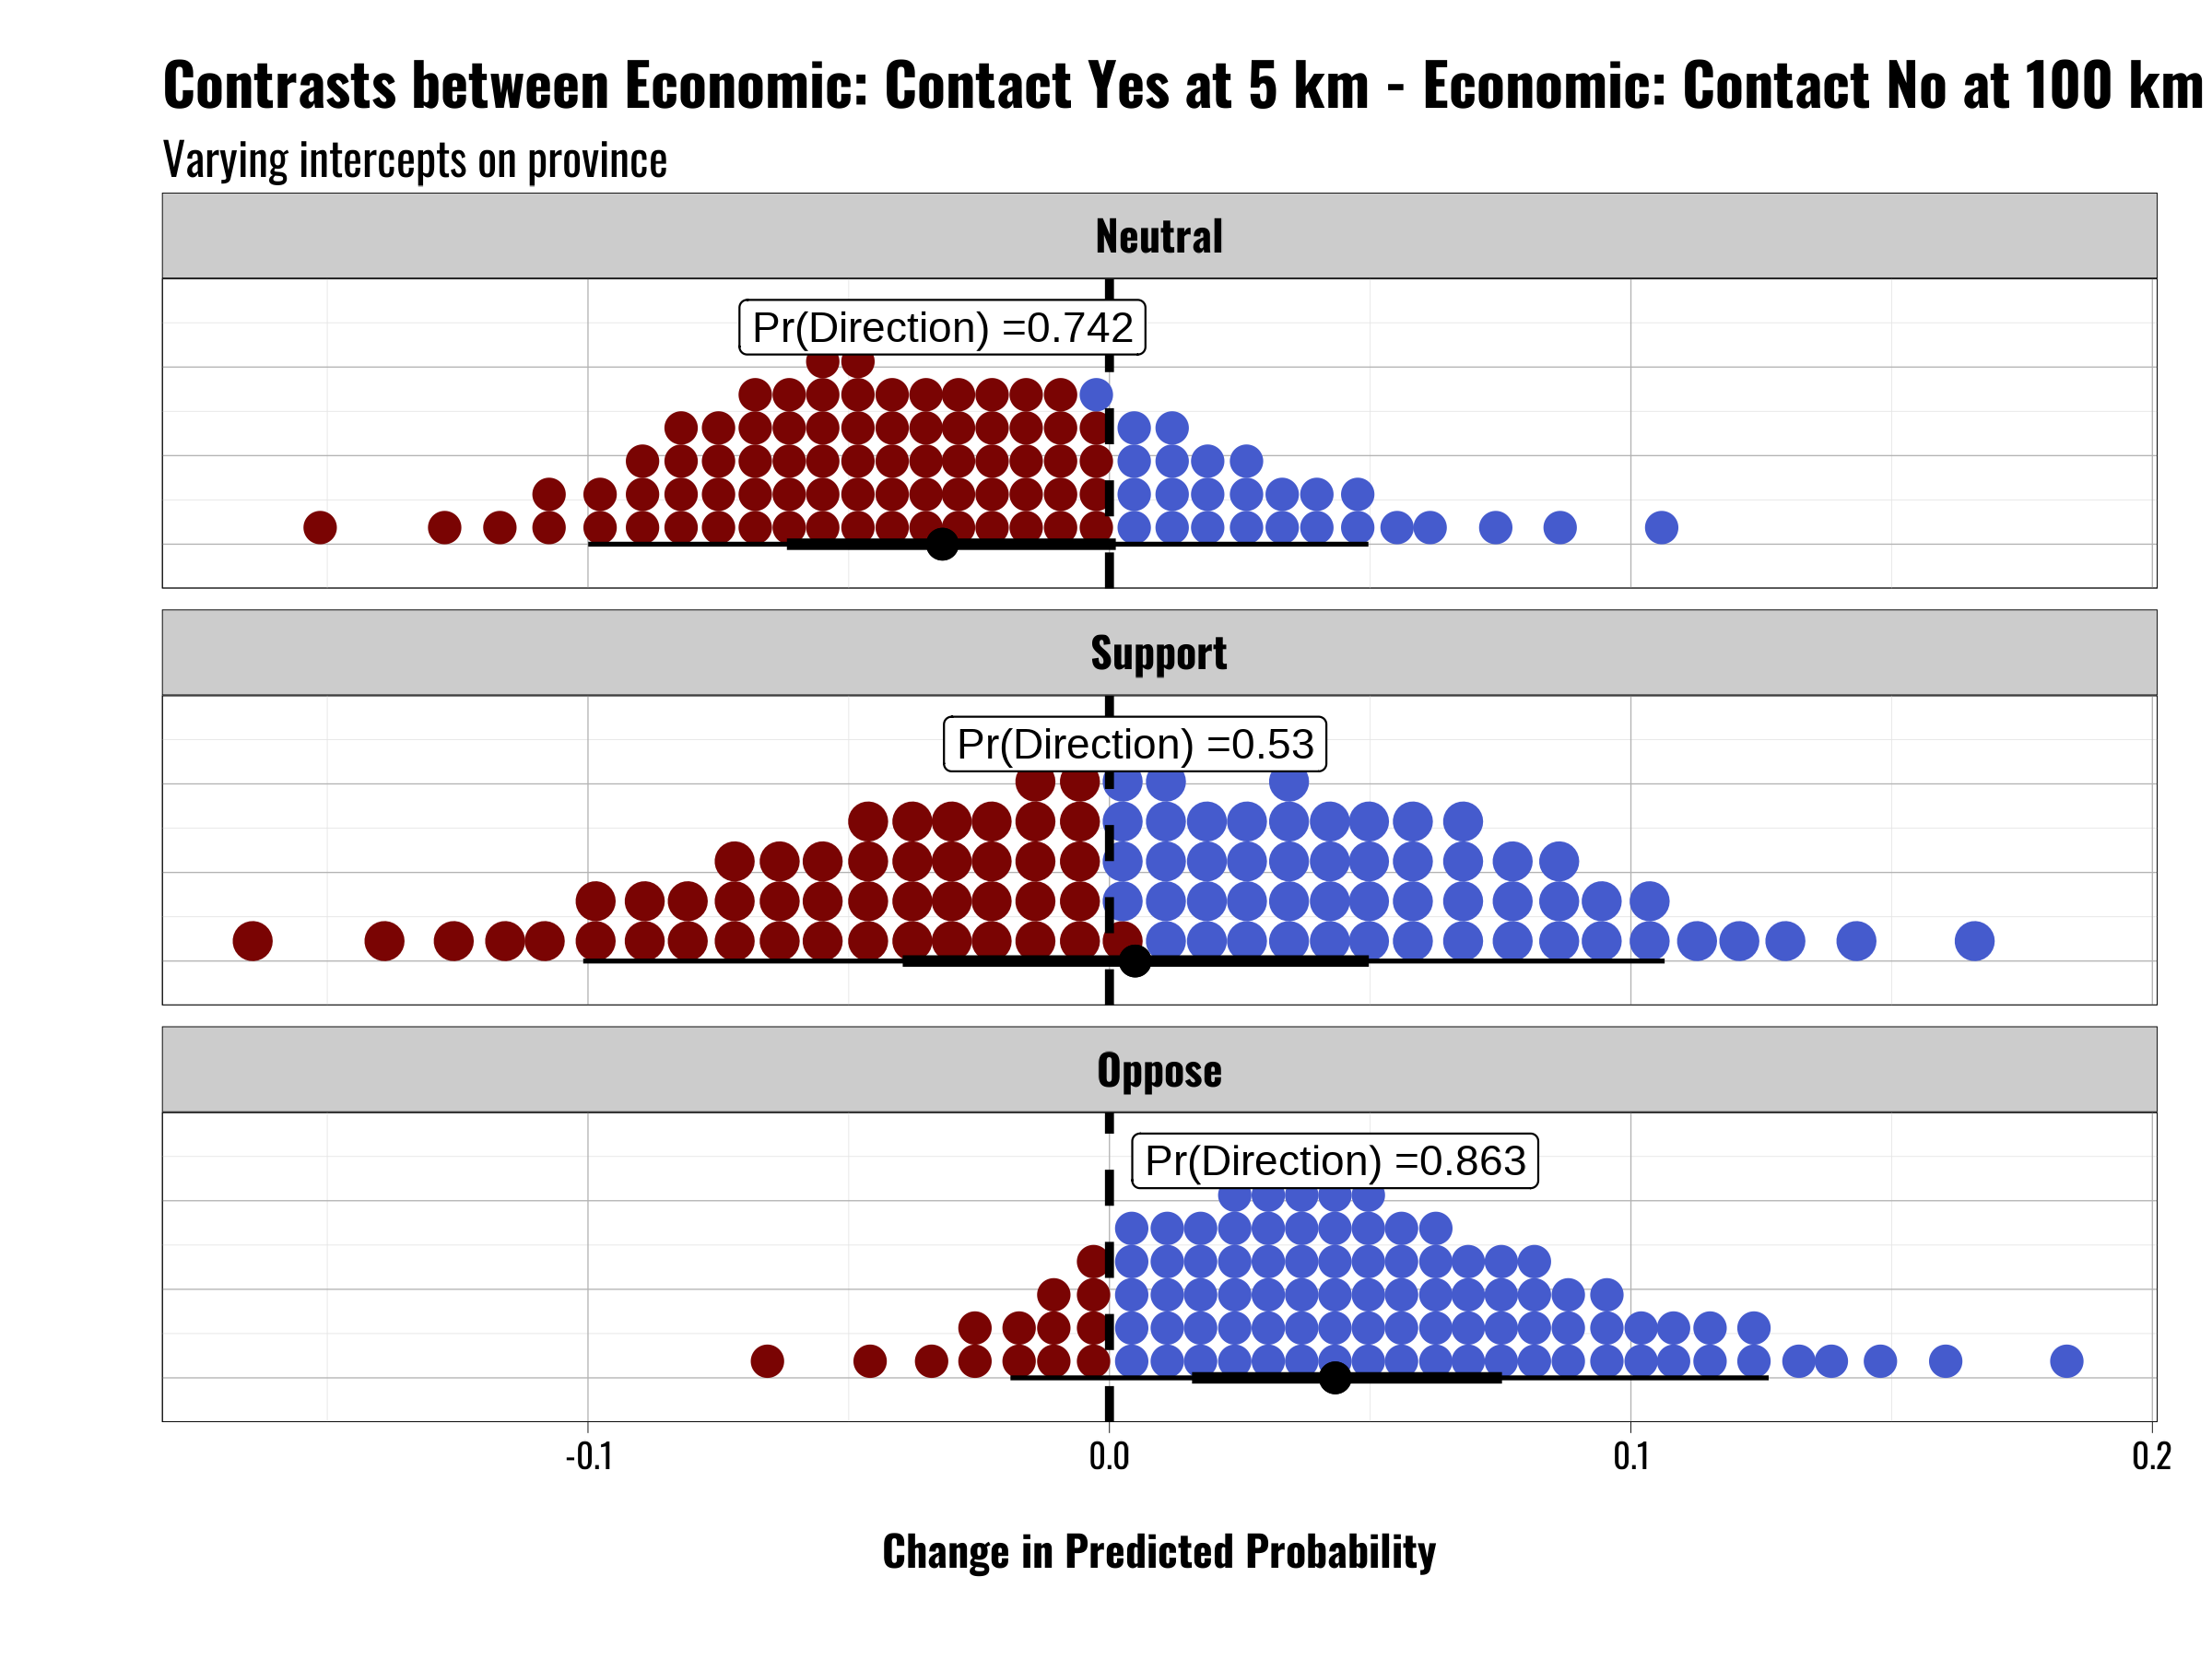 Contrasts between Economic: Contact Yes at 5 km - Economic: Contact No at 100 km
Varying intercepts on province
Neutral
Pr(Direction) =0.742
Support
Pr(Direction) =0.53
Oppose
Pr(Direction) =0.863
-0.1 0.0 0.1 0.2
Change in Predicted Probability